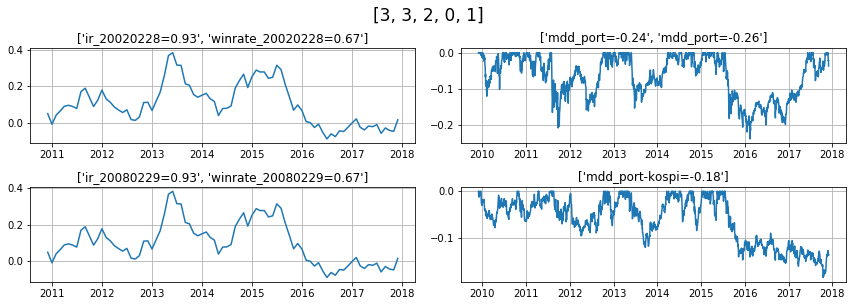 [3, 3, 2, 0, 1]
['ir_20020228=0.93', 'winrate_20020228=0.67']
0.4
0.2
0.0
2011 2012 2013 2014 2015 2016 2017 2018
['mdd_port=-0.24', 'mdd_port=-0.26']
0.0
−0.1
−0.2
2010 2011 2012 2013 2014 2015 2016 2017 2018
['ir_20080229=0.93', 'winrate_20080229=0.67']
0.4
0.2
0.0
2011 2012 2013 2014 2015 2016 2017 2018
['mdd_port-kospi=-0.18']
0.0
−0.1
2010 2011 2012 2013 2014 2015 2016 2017 2018